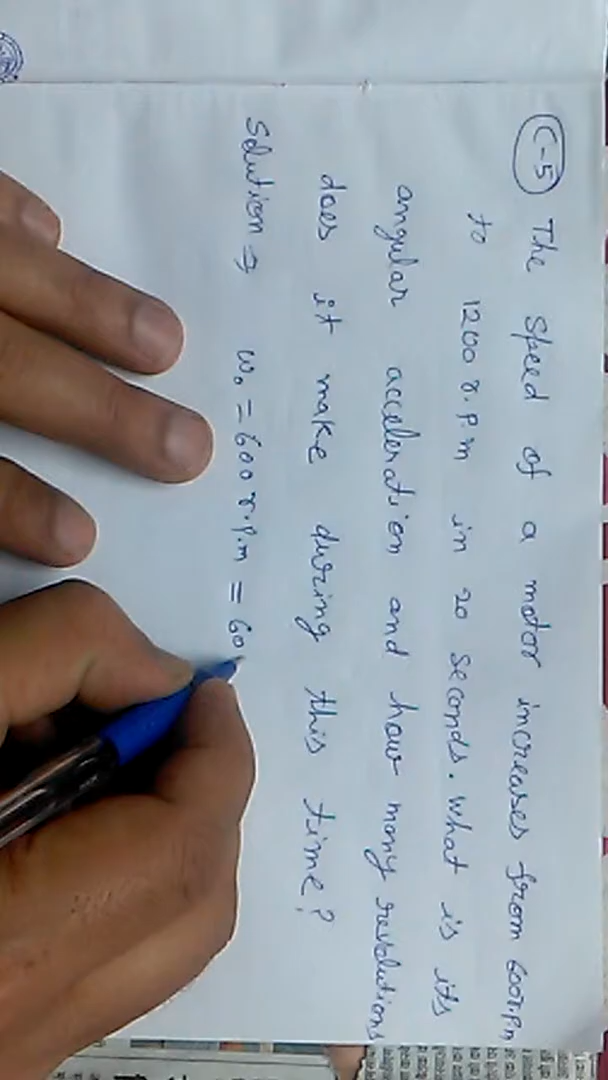 C-5 The speed of a motor increases from 600r.p.m
to 1200 r.p.m in 20 seconds. What is its
angular acceleration and how many revolutions
does it make during this time?
Solution ⇒ ω₀ = 600 r.p.m = 60